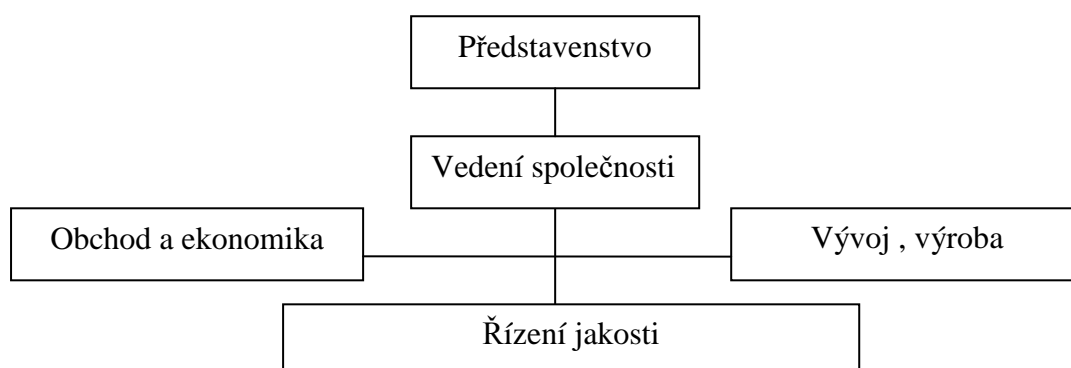 Představenstvo
Vedení společnosti
Obchod a ekonomika
Vývoj , výroba
Řízení jakosti